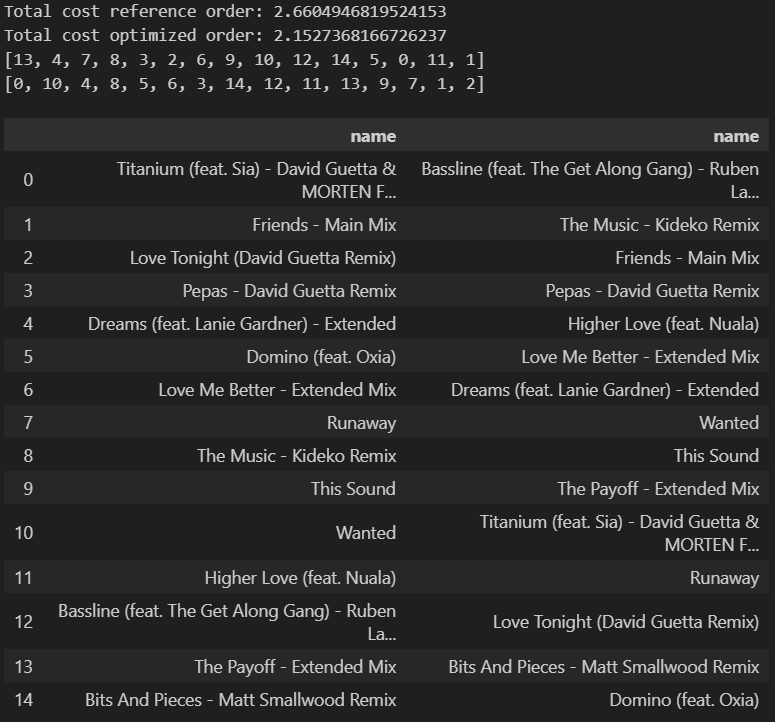 Total cost reference order: 2.6604946819524153
Total cost optimized order: 2.1527368166726237
[13, 4, 7, 8, 3, 2, 6, 9, 10, 12, 14, 5, 0, 11, 1]
[0, 10, 4, 8, 5, 6, 3, 14, 12, 11, 13, 9, 7, 1, 2]
name name
0 Titanium (feat. Sia) - David Guetta & Bassline (feat. The Get Along Gang) - Ruben
MORTEN F... La...
1 Friends - Main Mix The Music - Kideko Remix
2 Love Tonight (David Guetta Remix) Friends - Main Mix
3 Pepas - David Guetta Remix Pepas - David Guetta Remix
4 Dreams (feat. Lanie Gardner) - Extended Higher Love (feat. Nuala)
5 Domino (feat. Oxia) Love Me Better - Extended Mix
6 Love Me Better - Extended Mix Dreams (feat. Lanie Gardner) - Extended
7 Runaway Wanted
8 The Music - Kideko Remix This Sound
9 This Sound The Payoff - Extended Mix
10 Wanted Titanium (feat. Sia) - David Guetta &
MORTEN F...
11 Higher Love (feat. Nuala) Runaway
12 Bassline (feat. The Get Along Gang) - Ruben Love Tonight (David Guetta Remix)
La...
13 The Payoff - Extended Mix Bits And Pieces - Matt Smallwood Remix
14 Bits And Pieces - Matt Smallwood Remix Domino (feat. Oxia)